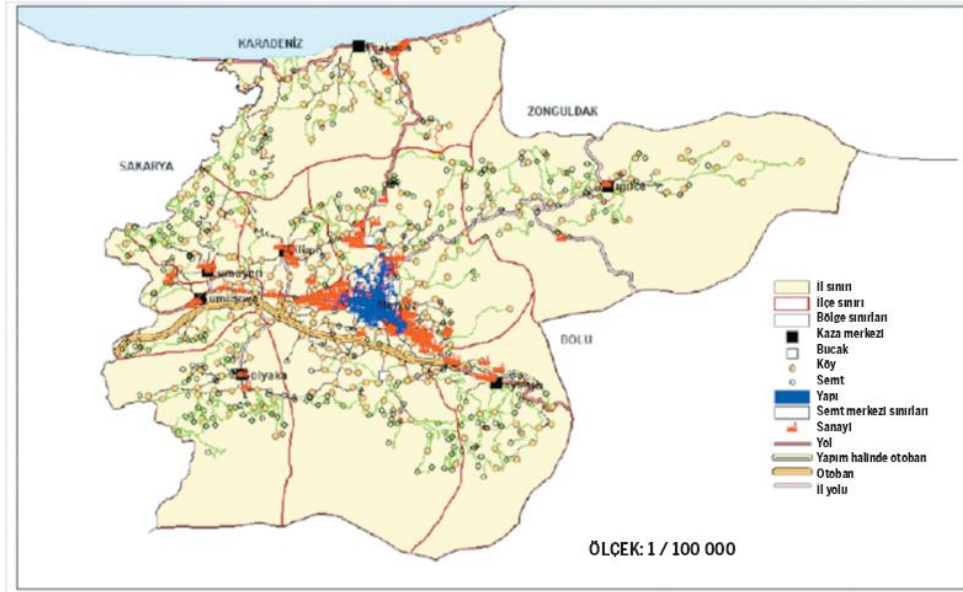 KARADENİZ
ZONGULDAK
SAKARYA
BOLU
İl sınırı
İlçe sınırı
Bölge sınırları
Kaza merkezi
Bucak
Köy
Semt
Yapı
Semt merkezi sınırları
Sanayi
Yol
Yapım halinde otoban
Otoban
İl yolu
ÖLÇEK: 1 / 100 000